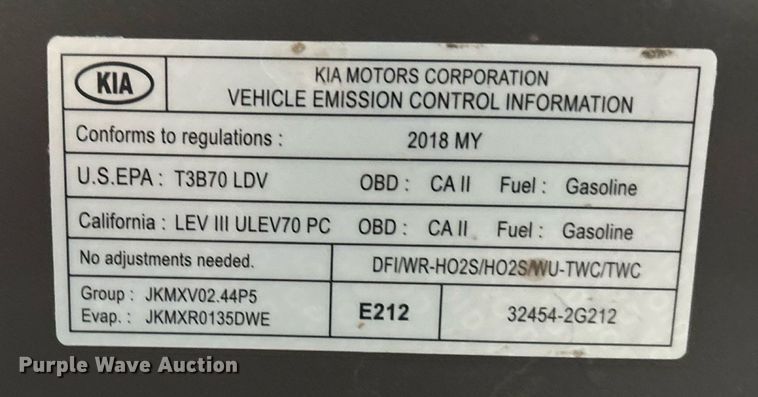 KIA
KIA MOTORS CORPORATION
VEHICLE EMISSION CONTROL INFORMATION
Conforms to regulations : 2018 MY
U.S.EPA : T3B70 LDV OBD : CA II Fuel : Gasoline
California : LEV III ULEV70 PC OBD : CA II Fuel : Gasoline
No adjustments needed. DFI/WR-HO2S/HO2S/WU-TWC/TWC
Group : JKMXV02.44P5
Evap. : JKMXR0135DWE
E212
32454-2G212
Purple Wave Auction